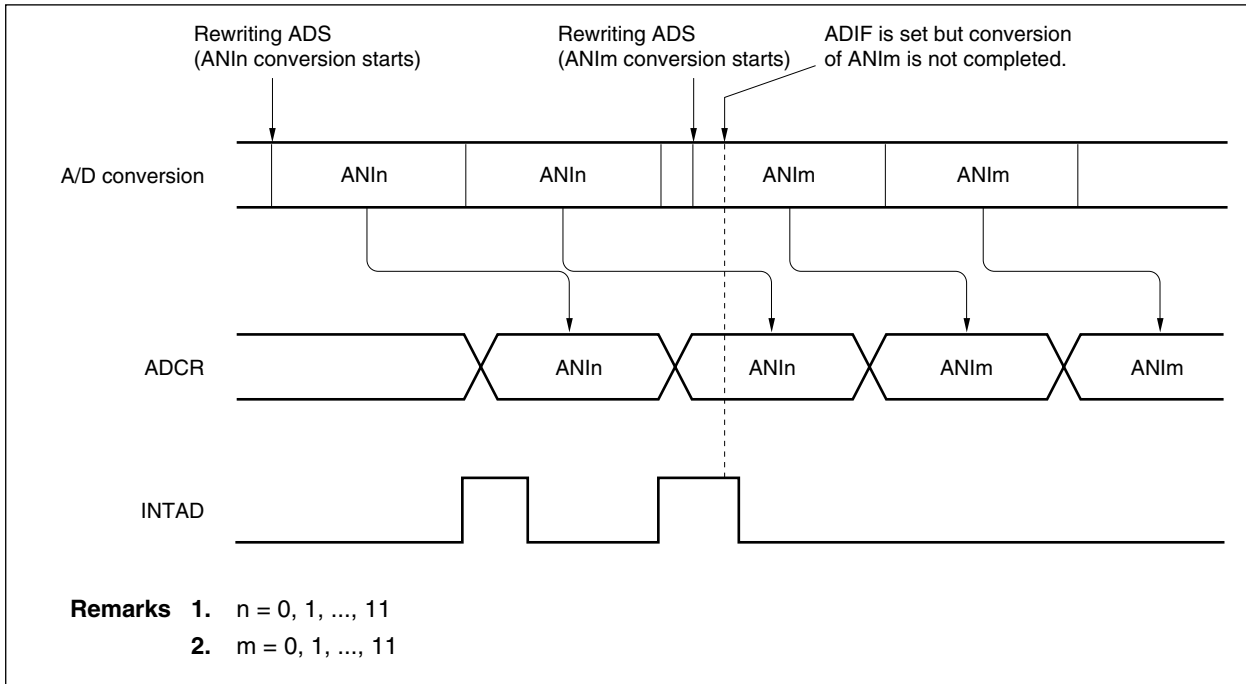 Rewriting ADS
(ANIn conversion starts)
Rewriting ADS
(ANIm conversion starts)
ADIF is set but conversion
of ANIm is not completed.
A/D conversion
ANIn
ANIn
ANIm
ANIm
ADCR
ANIn
ANIn
ANIm
ANIm
INTAD
Remarks 1. n = 0, 1, ..., 11
2. m = 0, 1, ..., 11